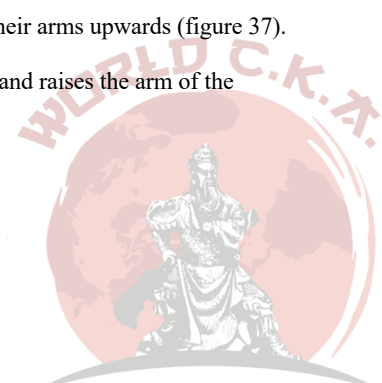 heir arms upwards (figure 37).
and raises the arm of the
WORLD C.K.A.